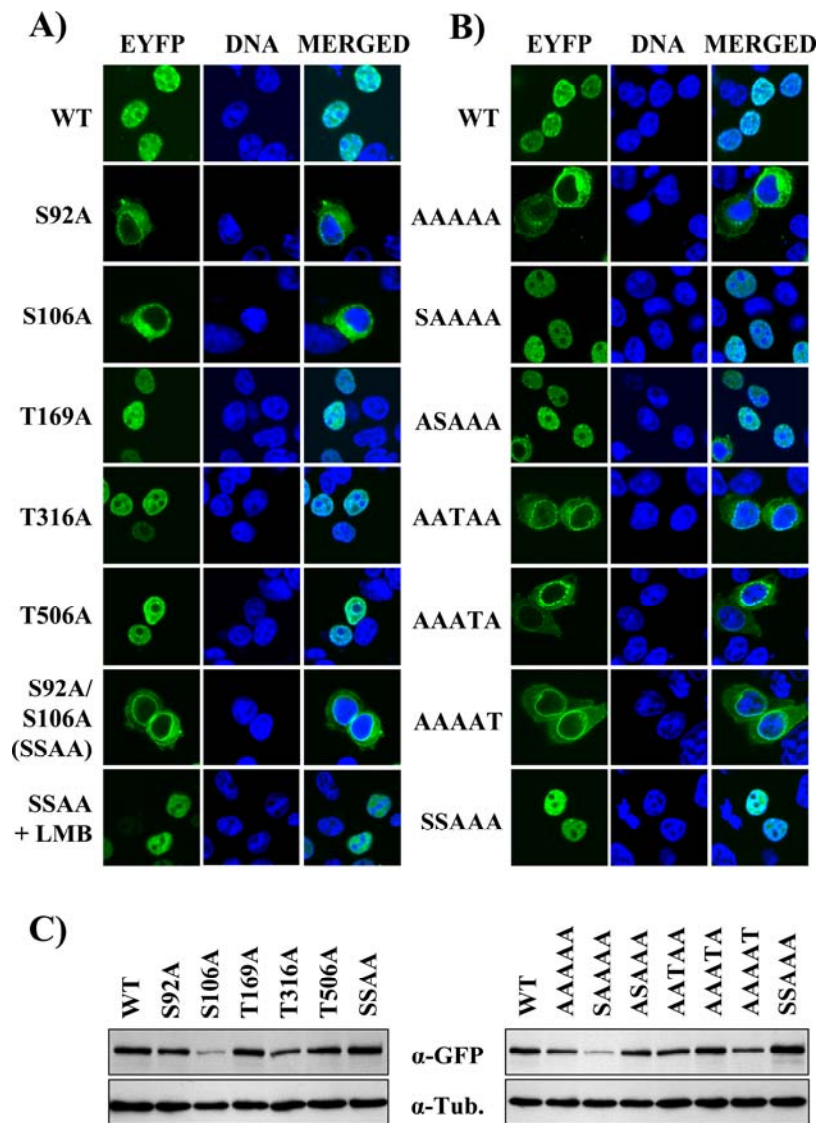 A)
EYFP DNA MERGED
WT
S92A
S106A
T169A
T316A
T506A
S92A/
S106A
(SSAA)
SSAA
+ LMB
B)
EYFP DNA MERGED
WT
AAAAA
SAAAA
ASAAA
AATAA
AAATA
AAAAT
SSAAA
C)
WT S92A S106A T169A T316A T506A SSAA
WT AAAAA SAAAA ASAAA AATAA AAATA AAAAT SSAAA
α-GFP
α-Tub.